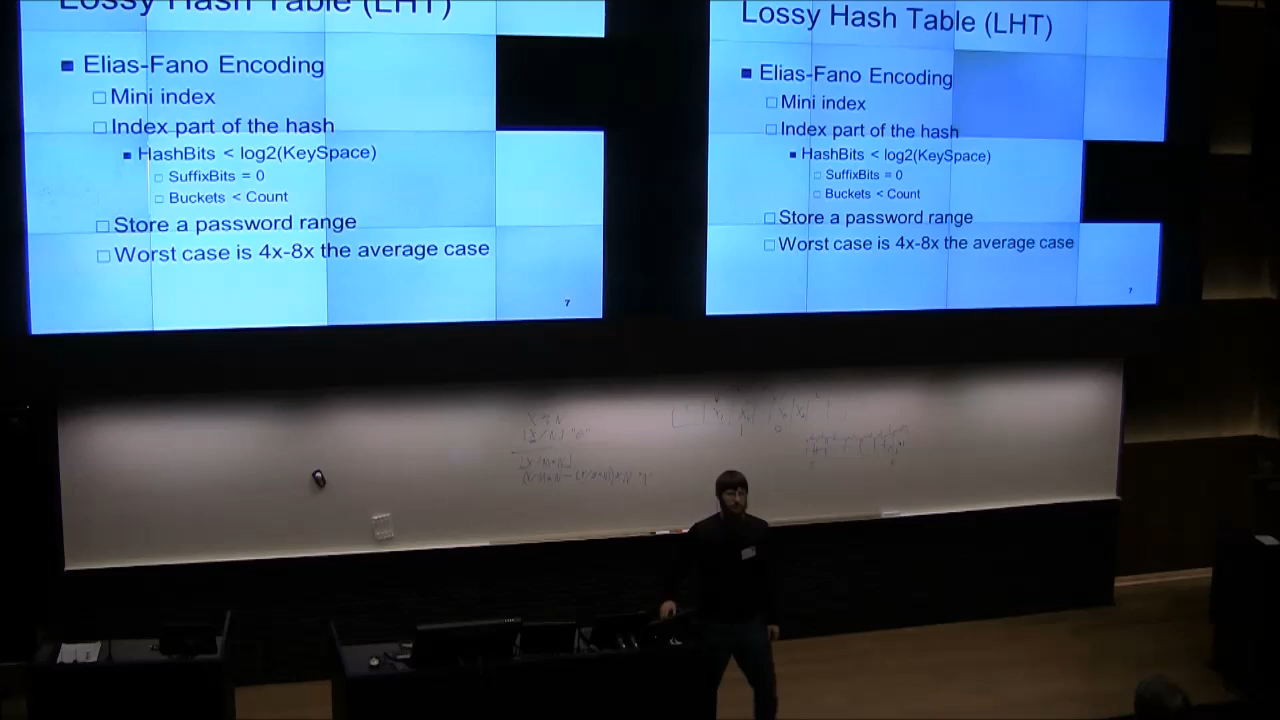 Lossy Hash Table (LHT)
■ Elias-Fano Encoding
□ Mini index
□ Index part of the hash
■ HashBits < log2(KeySpace)
□ SuffixBits = 0
□ Buckets < Count
□ Store a password range
□ Worst case is 4x-8x the average case
7
Lossy Hash Table (LHT)
■ Elias-Fano Encoding
□ Mini index
□ Index part of the hash
■ HashBits < log2(KeySpace)
□ SuffixBits = 0
□ Buckets < Count
□ Store a password range
□ Worst case is 4x-8x the average case
7